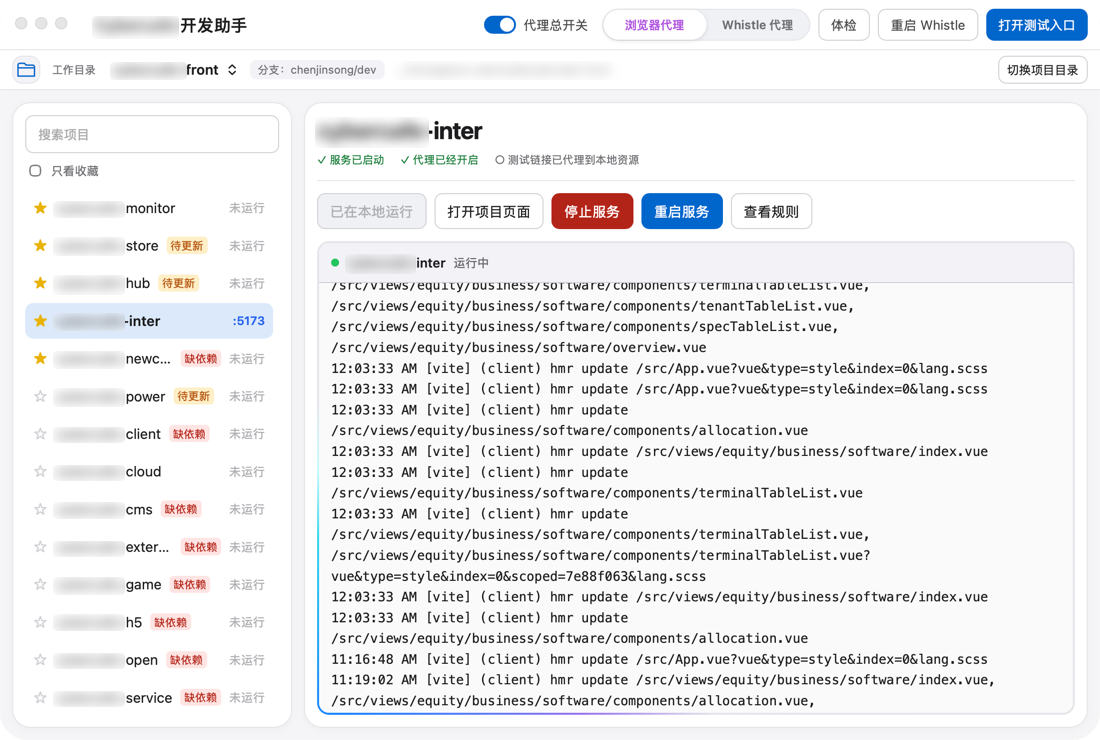 开发助手
代理总开关
浏览器代理
Whistle 代理
体检
重启 Whistle
打开测试入口
工作目录
front
分支：chenjinsong/dev
切换项目目录
搜索项目
只看收藏
monitor 未运行
store 待更新 未运行
hub 待更新 未运行
-inter :5173
newc... 缺依赖 未运行
power 待更新 未运行
client 缺依赖 未运行
cloud 未运行
cms 缺依赖 未运行
exter... 缺依赖 未运行
game 缺依赖 未运行
h5 缺依赖 未运行
open 缺依赖 未运行
service 缺依赖 未运行
-inter
服务已启动 代理已经开启 测试链接已代理到本地资源
已在本地运行
打开项目页面
停止服务
重启服务
查看规则
inter 运行中
/src/views/equity/business/software/components/terminalTableList.vue,
/src/views/equity/business/software/components/tenantTableList.vue,
/src/views/equity/business/software/components/specTableList.vue,
/src/views/equity/business/software/overview.vue
12:03:33 AM [vite] (client) hmr update /src/App.vue?vue&type=style&index=0&lang.scss
12:03:33 AM [vite] (client) hmr update /src/App.vue?vue&type=style&index=0&lang.scss
12:03:33 AM [vite] (client) hmr update
/src/views/equity/business/software/components/allocation.vue
12:03:33 AM [vite] (client) hmr update /src/views/equity/business/software/index.vue
12:03:33 AM [vite] (client) hmr update
/src/views/equity/business/software/components/terminalTableList.vue
12:03:33 AM [vite] (client) hmr update
/src/views/equity/business/software/components/terminalTableList.vue,
/src/views/equity/business/software/components/terminalTableList.vue?
vue&type=style&index=0&scoped=7e88f063&lang.scss
12:03:33 AM [vite] (client) hmr update /src/views/equity/business/software/index.vue
12:03:33 AM [vite] (client) hmr update
/src/views/equity/business/software/components/allocation.vue
11:16:48 AM [vite] (client) hmr update /src/App.vue?vue&type=style&index=0&lang.scss
11:19:02 AM [vite] (client) hmr update /src/views/equity/business/software/index.vue,
/src/views/equity/business/software/components/allocation.vue,